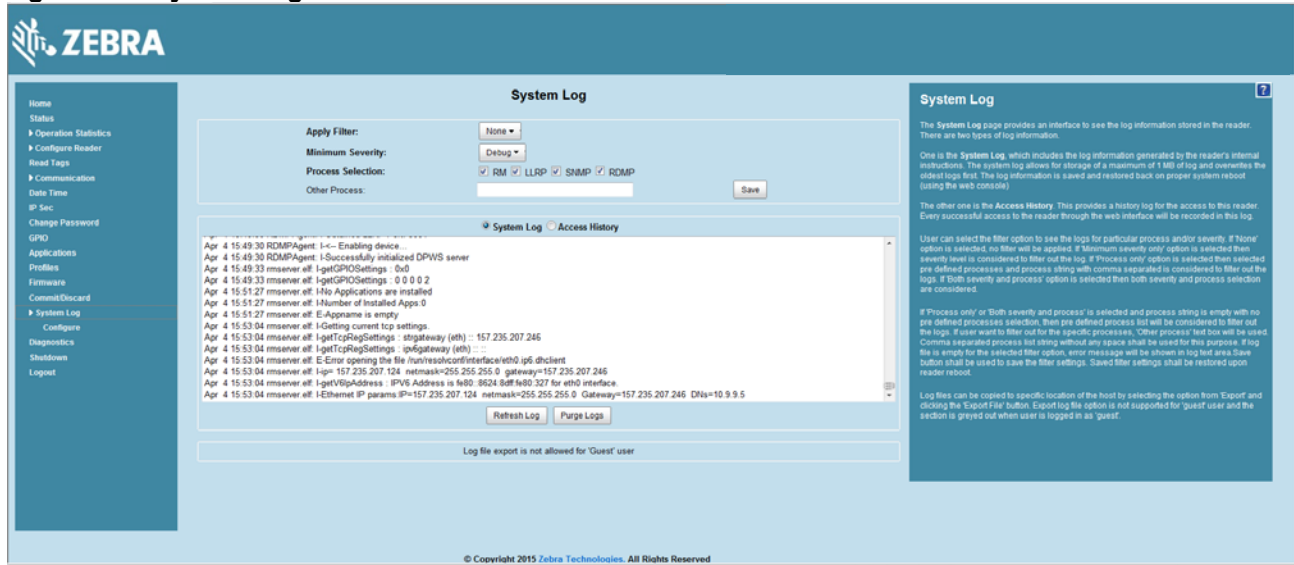 ZEBRA
Home
Status
Operation Statistics
Configure Reader
Read Tags
Communication
Date Time
IP Sec
Change Password
GPIO
Applications
Profiles
Firmware
Commit/Discard
System Log
Configure
Diagnostics
Shutdown
Logout
System Log
Apply Filter: None
Minimum Severity: Debug
Process Selection: RM LLRP SNMP RDMP
Other Process: Save
System Log Access History
Apr 4 15:49:30 RDMPAgent: I-<-- Enabling device...
Apr 4 15:49:30 RDMPAgent: I-Successfully initialized DPWS server
Apr 4 15:49:33 rmserver.elf: I-getGPIOSettings : 0x0
Apr 4 15:49:33 rmserver.elf: I-getGPIOSettings : 0 0 0 0 2
Apr 4 15:51:27 rmserver.elf: I-No Applications are installed
Apr 4 15:51:27 rmserver.elf: I-Number of Installed Apps:0
Apr 4 15:51:27 rmserver.elf: E-Appname is empty
Apr 4 15:53:04 rmserver.elf: I-Getting current tcp settings.
Apr 4 15:53:04 rmserver.elf: I-getTcpRegSettings : strgateway (eth) :: 157.235.207.246
Apr 4 15:53:04 rmserver.elf: I-getTcpRegSettings : ipv6gateway (eth) :: ::
Apr 4 15:53:04 rmserver.elf: E-Error opening the file /run/resolvconf/interface/eth0.ip6.dhclient
Apr 4 15:53:04 rmserver.elf: I-ip= 157.235.207.124 netmask=255.255.255.0 gateway=157.235.207.246
Apr 4 15:53:04 rmserver.elf: I-getV6IpAddress : IPV6 Address is fe80::8624:8dff:fe80:327 for eth0 interface.
Apr 4 15:53:04 rmserver.elf: I-Ethernet IP params:IP=157.235.207.124 netmask=255.255.255.0 Gateway=157.235.207.246 DNs=10.9.9.5
Refresh Log Purge Logs
Log file export is not allowed for 'Guest' user
System Log ?
The System Log page provides an interface to see the log information stored in the reader.
There are two types of log information.
One is the System Log, which includes the log information generated by the reader's internal
instructions. The system log allows for storage of a maximum of 1 MB of log and overwrites the
oldest logs first. The log information is saved and restored back on proper system reboot
(using the web console)
The other one is the Access History. This provides a history log for the access to this reader.
Every successful access to the reader through the web interface will be recorded in this log.
User can select the filter option to see the logs for particular process and/or severity. If 'None'
option is selected, no filter will be applied. If 'Minimum severity only' option is selected then
severity level is considered to filter out the log. If 'Process only' option is selected then selected
pre defined processes and process string with comma separated is considered to filter out the
logs. If 'Both severity and process' option is selected then both severity and process selection
are considered.
If 'Process only' or 'Both severity and process' is selected and process string is empty with no
pre defined processes selection, then pre defined process list will be considered to filter out
the logs. If user want to filter out for the specific processes, 'Other process' text box will be used.
Comma separated process list string without any space shall be used for this purpose. If log
file is empty for the selected filter option, error message will be shown in log text area.Save
button shall be used to save the filter settings. Saved filter settings shall be restored upon
reader reboot.
Log files can be copied to specific location of the host by selecting the option from 'Export' and
clicking the 'Export File' button. Export log file option is not supported for 'guest' user and the
section is greyed out when user is logged in as 'guest'.
© Copyright 2015 Zebra Technologies. All Rights Reserved